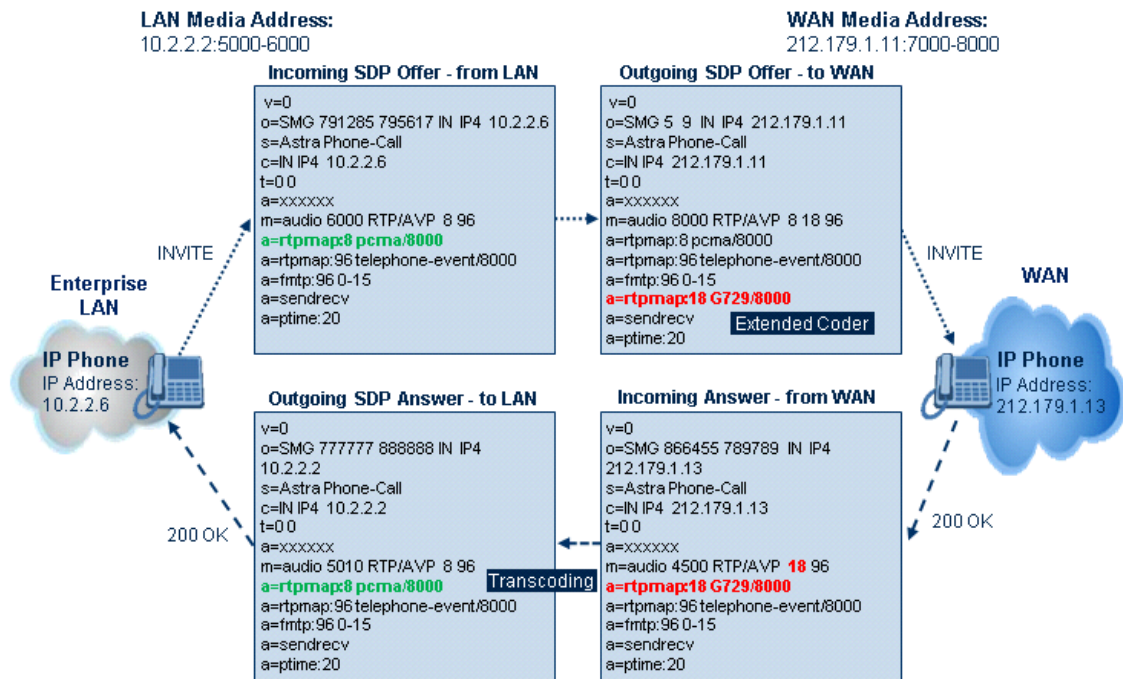 LAN Media Address:
10.2.2.2:5000-6000
WAN Media Address:
212.179.1.11:7000-8000
Incoming SDP Offer - from LAN
v=0
o=SMG 791285 795617 IN IP4 10.2.2.6
s=Astra Phone-Call
c=IN IP4 10.2.2.6
t=0 0
a=xxxxxx
m=audio 6000 RTP/AVP 8 96
a=rtpmap:8 pcma/8000
a=rtpmap:96 telephone-event/8000
a=fmtp:96 0-15
a=sendrecv
a=ptime:20
Outgoing SDP Offer - to WAN
v=0
o=SMG 5 9 IN IP4 212.179.1.11
s=Astra Phone-Call
c=IN IP4 212.179.1.11
t=0 0
a=xxxxxx
m=audio 8000 RTP/AVP 8 18 96
a=rtpmap:8 pcma/8000
a=rtpmap:96 telephone-event/8000
a=fmtp:96 0-15
a=rtpmap:18 G729/8000
a=sendrecv
Extended Coder
a=ptime:20
INVITE
INVITE
Enterprise
LAN
IP Phone
IP Address:
10.2.2.6
WAN
IP Phone
IP Address:
212.179.1.13
Outgoing SDP Answer - to LAN
v=0
o=SMG 777777 888888 IN IP4
10.2.2.2
s=Astra Phone-Call
c=IN IP4 10.2.2.2
t=0 0
a=xxxxxx
m=audio 5010 RTP/AVP 8 96
a=rtpmap:8 pcma/8000
a=rtpmap:96 telephone-event/8000
a=fmtp:96 0-15
a=sendrecv
a=ptime:20
Transcoding
Incoming Answer - from WAN
v=0
o=SMG 866455 789789 IN IP4
212.179.1.13
s=Astra Phone-Call
c=IN IP4 212.179.1.13
t=0 0
a=xxxxxx
m=audio 4500 RTP/AVP 18 96
a=rtpmap:18 G729/8000
a=rtpmap:96 telephone-event/8000
a=fmtp:96 0-15
a=sendrecv
a=ptime:20
200 OK
200 OK